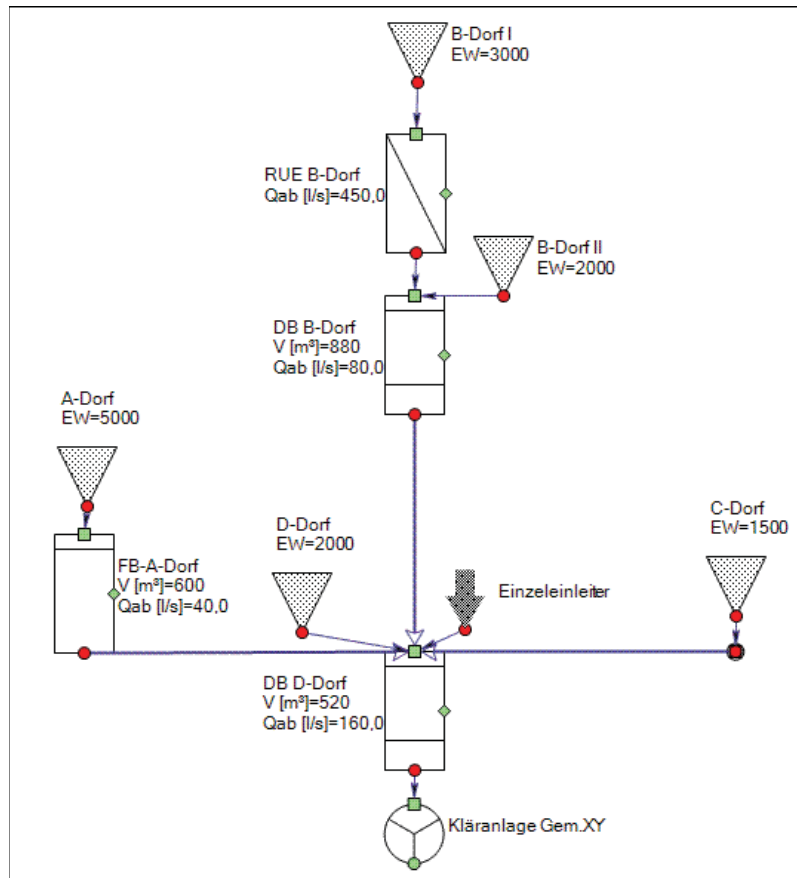 B-Dorf I
EW=3000
RUE B-Dorf
Qab [l/s]=450,0
B-Dorf II
EW=2000
DB B-Dorf
V [m³]=880
Qab [l/s]=80,0
A-Dorf
EW=5000
FB-A-Dorf
V [m³]=600
Qab [l/s]=40,0
D-Dorf
EW=2000
Einzeleinleiter
C-Dorf
EW=1500
DB D-Dorf
V [m³]=520
Qab [l/s]=160,0
Kläranlage Gem.XY